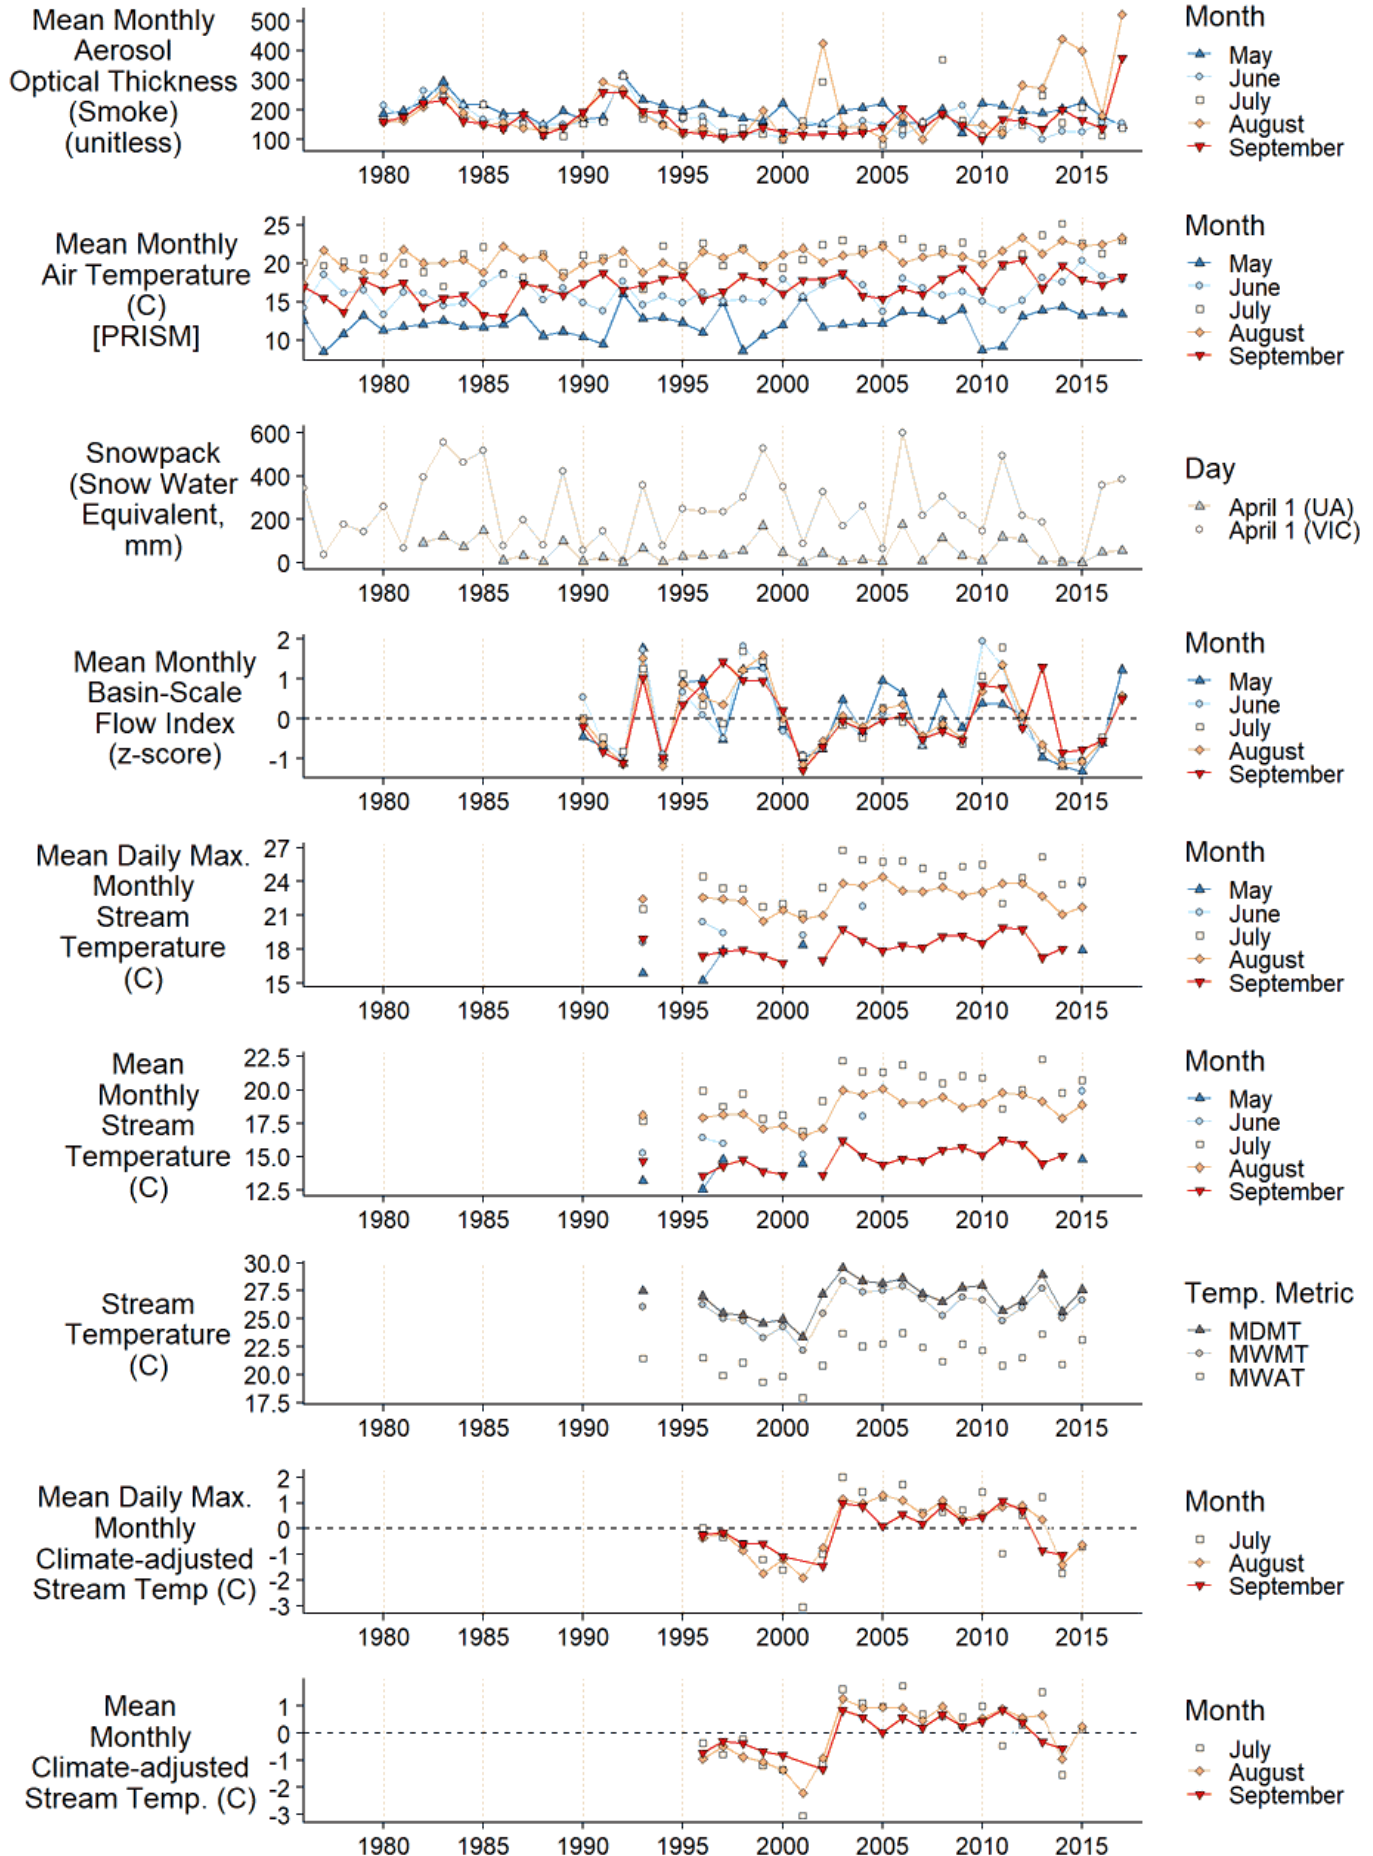 Mean Monthly
Aerosol
Optical Thickness
(Smoke)
(unitless)
500
400
300
200
100
1980 1985 1990 1995 2000 2005 2010 2015
Month
May
June
July
August
September
Mean Monthly
Air Temperature
(C)
[PRISM]
25
20
15
10
1980 1985 1990 1995 2000 2005 2010 2015
Month
May
June
July
August
September
Snowpack
(Snow Water
Equivalent,
mm)
600
400
200
0
1980 1985 1990 1995 2000 2005 2010 2015
Day
April 1 (UA)
April 1 (VIC)
Mean Monthly
Basin-Scale
Flow Index
(z-score)
2
1
0
-1
1980 1985 1990 1995 2000 2005 2010 2015
Month
May
June
July
August
September
Mean Daily Max.
Monthly
Stream
Temperature
(C)
27
24
21
18
15
1980 1985 1990 1995 2000 2005 2010 2015
Month
May
June
July
August
September
Mean
Monthly
Stream
Temperature
(C)
22.5
20.0
17.5
15.0
12.5
1980 1985 1990 1995 2000 2005 2010 2015
Month
May
June
July
August
September
Stream
Temperature
(C)
30.0
27.5
25.0
22.5
20.0
17.5
1980 1985 1990 1995 2000 2005 2010 2015
Temp. Metric
MDMT
MWMT
MWAT
Mean Daily Max.
Monthly
Climate-adjusted
Stream Temp (C)
2
1
0
-1
-2
-3
1980 1985 1990 1995 2000 2005 2010 2015
Month
July
August
September
Mean
Monthly
Climate-adjusted
Stream Temp. (C)
1
0
-1
-2
-3
1980 1985 1990 1995 2000 2005 2010 2015
Month
July
August
September